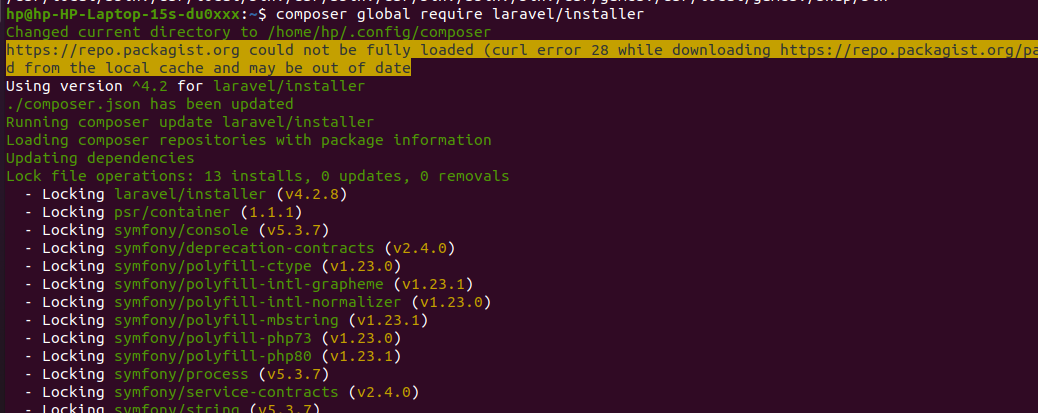 hp@hp-HP-Laptop-15s-du0xxx:~$ composer global require laravel/installer
Changed current directory to /home/hp/.config/composer
https://repo.packagist.org could not be fully loaded (curl error 28 while downloading https://repo.packagist.org/pa
d from the local cache and may be out of date
Using version ^4.2 for laravel/installer
./composer.json has been updated
Running composer update laravel/installer
Loading composer repositories with package information
Updating dependencies
Lock file operations: 13 installs, 0 updates, 0 removals
- Locking laravel/installer (v4.2.8)
- Locking psr/container (1.1.1)
- Locking symfony/console (v5.3.7)
- Locking symfony/deprecation-contracts (v2.4.0)
- Locking symfony/polyfill-ctype (v1.23.0)
- Locking symfony/polyfill-intl-grapheme (v1.23.1)
- Locking symfony/polyfill-intl-normalizer (v1.23.0)
- Locking symfony/polyfill-mbstring (v1.23.1)
- Locking symfony/polyfill-php73 (v1.23.0)
- Locking symfony/polyfill-php80 (v1.23.1)
- Locking symfony/process (v5.3.7)
- Locking symfony/service-contracts (v2.4.0)
- Locking symfony/string (v5.3.7)